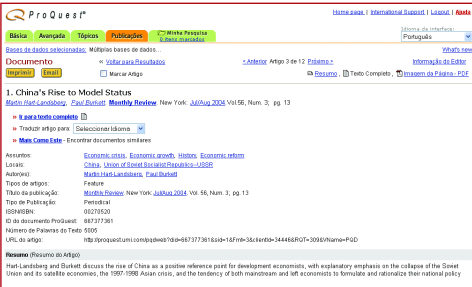 ProQuest®
Home page | International Support | Logout | Ajuda
Básica Avançada Tópicos Publicações Minha Pesquisa
0 itens marcados
Idioma da interface:
Português
Bases de dados selecionadas: Múltiplas bases de dados...
What's new
Documento « Voltar para Resultados < Anterior Artigo 3 de 12 Próximo > Informação do Editor
Imprimir Email Marcar Artigo Resumo , Texto Completo , Imagem da Página - PDF
1. China's Rise to Model Status
Martin Hart-Landsberg, Paul Burkett. Monthly Review. New York: Jul/Aug 2004. Vol.56, Num. 3; pg. 13
» Ir para texto completo
» Traduzir artigo para: Seleccionar Idioma
» Mais Como Este - Encontrar documentos similares
Assuntos: Economic crisis, Economic growth, History, Economic reform
Locais: China, Union of Soviet Socialist Republics--USSR
Autor(es): Martin Hart-Landsberg, Paul Burkett
Tipos de artigos: Feature
Título da publicação: Monthly Review. New York: Jul/Aug 2004. Vol. 56, Num. 3; pg. 13
Tipo de Publicação: Periodical
ISSN/ISBN: 00270520
ID do documento ProQuest: 667377361
Número de Palavras do Texto 5005
URL do artigo: http://proquest.umi.com/pqdweb?did=667377361&sid=1&Fmt=3&clientId=34446&RQT=309&VName=PQD
Resumo (Resumo do Artigo)
Hart-Landsberg and Burkett discuss the rise of China as a positive reference point for development economists, with explanatory emphasis on the collapse of the Soviet
Union and its satellite economies, the 1997-1998 Asian crisis, and the tendency of both mainstream and left economists to formulate and rationalize their national policy